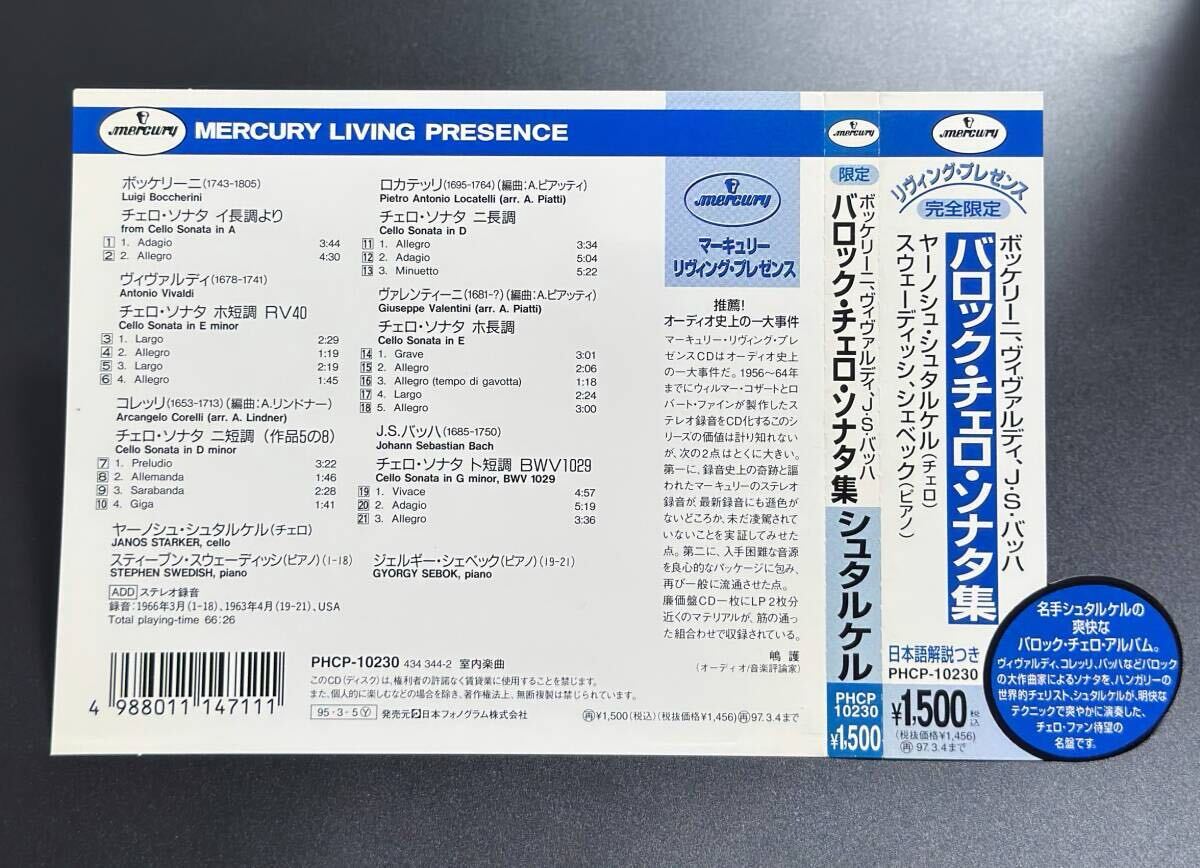 mercury MERCURY LIVING PRESENCE
ボッケリーニ(1743-1805)
Luigi Boccherini
チェロ・ソナタ イ長調より
from Cello Sonata in A
1 1. Adagio 3:44
2 2. Allegro 4:30
ヴィヴァルディ(1678-1741)
Antonio Vivaldi
チェロ・ソナタ ホ短調 RV40
Cello Sonata in E minor
3 1. Largo 2:29
4 2. Allegro 1:19
5 3. Largo 2:19
6 4. Allegro 1:45
コレッリ(1653-1713)(編曲:A.リンドナー)
Arcangelo Corelli (arr. A. Lindner)
チェロ・ソナタ ニ短調 (作品5の8)
Cello Sonata in D minor
7 1. Preludio 3:22
8 2. Allemanda 1:46
9 3. Sarabanda 2:28
10 4. Giga 1:41
ヤーノシュ・シュタルケル(チェロ)
JANOS STARKER, cello
スティーブン・スウェーディッシ(ピアノ)(1-18)
STEPHEN SWEDISH, piano
ADD ステレオ録音
録音:1966年3月(1-18)、1963年4月(19-21)、USA
Total playing-time 66:26
ロカテッリ(1695-1764)(編曲:A.ピアッティ)
Pietro Antonio Locatelli (arr. A. Piatti)
チェロ・ソナタ ニ長調
Cello Sonata in D
11 1. Allegro 3:34
12 2. Adagio 5:04
13 3. Minuetto 5:22
ヴァレンティーニ(1681-?)(編曲:A.ピアッティ)
Giuseppe Valentini (arr. A. Piatti)
チェロ・ソナタ ホ長調
Cello Sonata in E
14 1. Grave 3:01
15 2. Allegro 2:06
16 3. Allegro (tempo di gavotta) 1:18
17 4. Largo 2:24
18 5. Allegro 3:00
J.S.バッハ(1685-1750)
Johann Sebastian Bach
チェロ・ソナタ ト短調 BWV1029
Cello Sonata in G minor, BWV 1029
19 1. Vivace 4:57
20 2. Adagio 5:19
21 3. Allegro 3:36
ジェルギー・シェベック(ピアノ)(19-21)
GYORGY SEBOK, piano
4 988011 147111
PHCP-10230 434 344-2 室内楽曲
このCD(ディスク)は、権利者の許諾なく賃貸業に使用することを禁じます。
また、個人的に楽しむなどの場合を除き、著作権法上、無断複製は禁じられています。
95・3・5 Y 発売元 日本フォノグラム株式会社
再¥1,500(税込)(税抜価格¥1,456)再97.3.4まで
mercury
マーキュリー
リヴィング・プレゼンス
推薦!
オーディオ史上の一大事件
マーキュリー・リヴィング・プレ
ゼンスCDはオーディオ史上
の一大事件だ。1956〜64年
までにウィルマー・コザートとロ
バート・ファインが製作したス
テレオ録音をCD化するこのシ
リーズの価値は計り知れない
が、次の2点はとくに大きい。
第一に、録音史上の奇跡と謳
われたマーキュリーのステレオ
録音が、最新録音にも遜色が
ないどころか、未だ凌駕されて
いないことを実証してみせた
点。第二に、入手困難な音源
を良心的なパッケージに包み、
再び一般に流通させた点。
廉価盤CD一枚にLP2枚分
近くのマテリアルが、筋の通っ
た組合わせで収録されている。
嶋 護
(オーディオ/音楽評論家)
mercury
限定
ボッケリーニ、ヴィヴァルディ、J・S・バッハ
バロック・チェロ・ソナタ集
シュタルケル
PHCP
10230
¥1,500
mercury
リヴィング・プレゼンス
完全限定
ボッケリーニ、ヴィヴァルディ、J・S・バッハ
バロック・チェロ・ソナタ集
ヤーノシュ・シュタルケル(チェロ)
スウェーディッシ、シェベック(ピアノ)
日本語解説つき
PHCP-10230
¥1,500税込
(税抜価格¥1,456)
再97.3.4まで
名手シュタルケルの
爽快な
バロック・チェロ・アルバム。
ヴィヴァルディ、コレッリ、バッハなどバロック
の大作曲家によるソナタを、ハンガリーの
世界的チェリスト、シュタルケルが、明快な
テクニックで爽やかに演奏した、
チェロ・ファン待望の
名盤です。